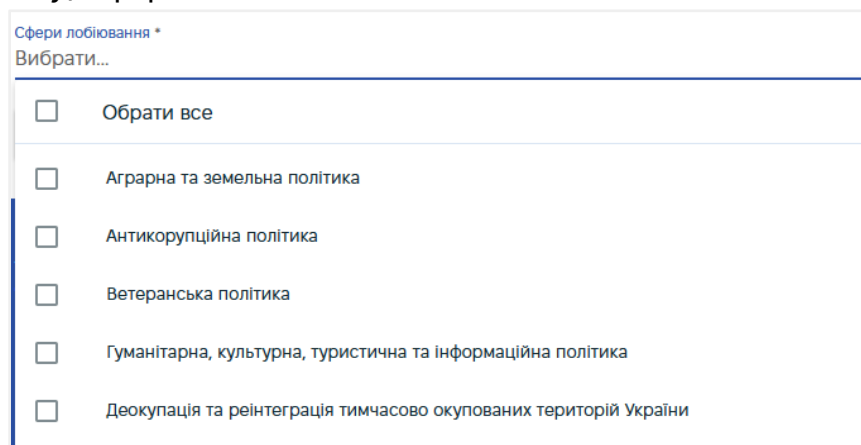 Сфери лобіювання *
Вибрати...
Обрати все
Аграрна та земельна політика
Антикорупційна політика
Ветеранська політика
Гуманітарна, культурна, туристична та інформаційна політика
Деокупація та реінтеграція тимчасово окупованих територій України